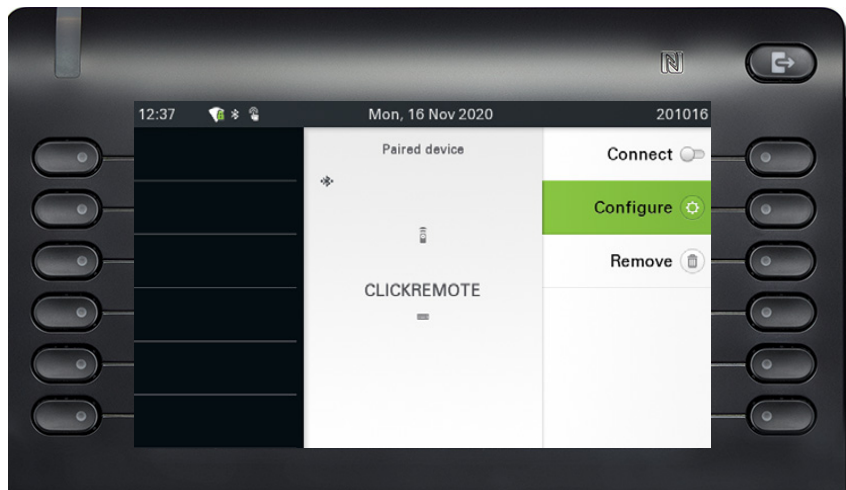 12:37 Mon, 16 Nov 2020 201016
Paired device
CLICKREMOTE
Connect
Configure
Remove